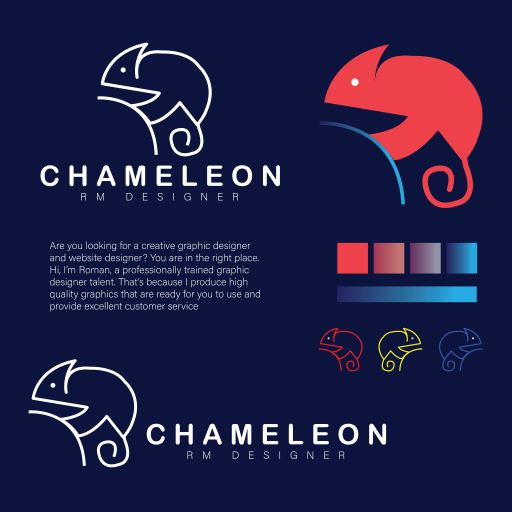 CHAMELEON
RM DESIGNER
Are you looking for a creative graphic designer
and website designer? You are in the right place.
Hi, I'm Roman, a professionally trained graphic
designer talent. That's because I produce high
quality graphics that are ready for you to use and
provide excellent customer service
CHAMELEON
RM DESIGNER